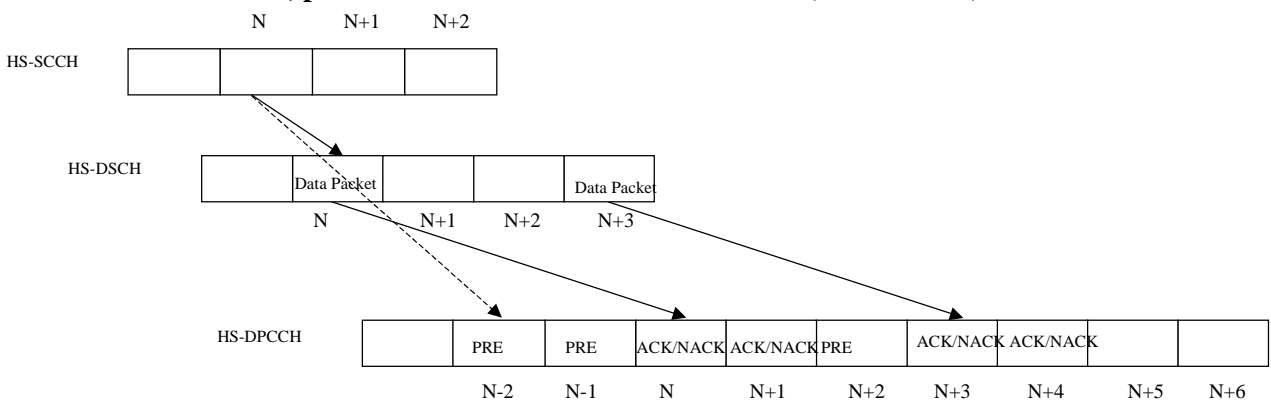 N N+1 N+2
HS-SCCH
HS-DSCH
Data Packet Data Packet
N N+1 N+2 N+3
HS-DPCCH
PRE PRE ACK/NACK ACK/NACK PRE ACK/NACK ACK/NACK
N-2 N-1 N N+1 N+2 N+3 N+4 N+5 N+6